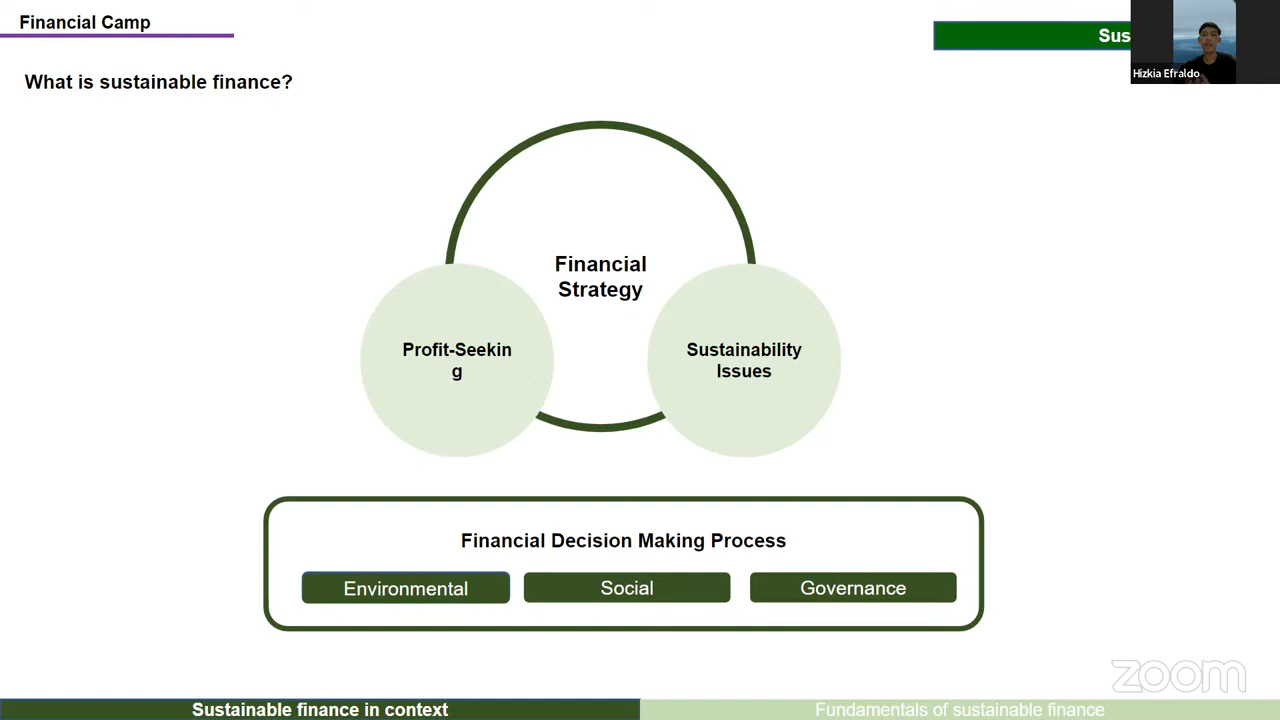 Financial Camp
Sus
Hizkia Efraldo
What is sustainable finance?
Financial
Strategy
Profit-Seekin
g
Sustainability
Issues
Financial Decision Making Process
Environmental
Social
Governance
zoom
Sustainable finance in context
Fundamentals of sustainable finance